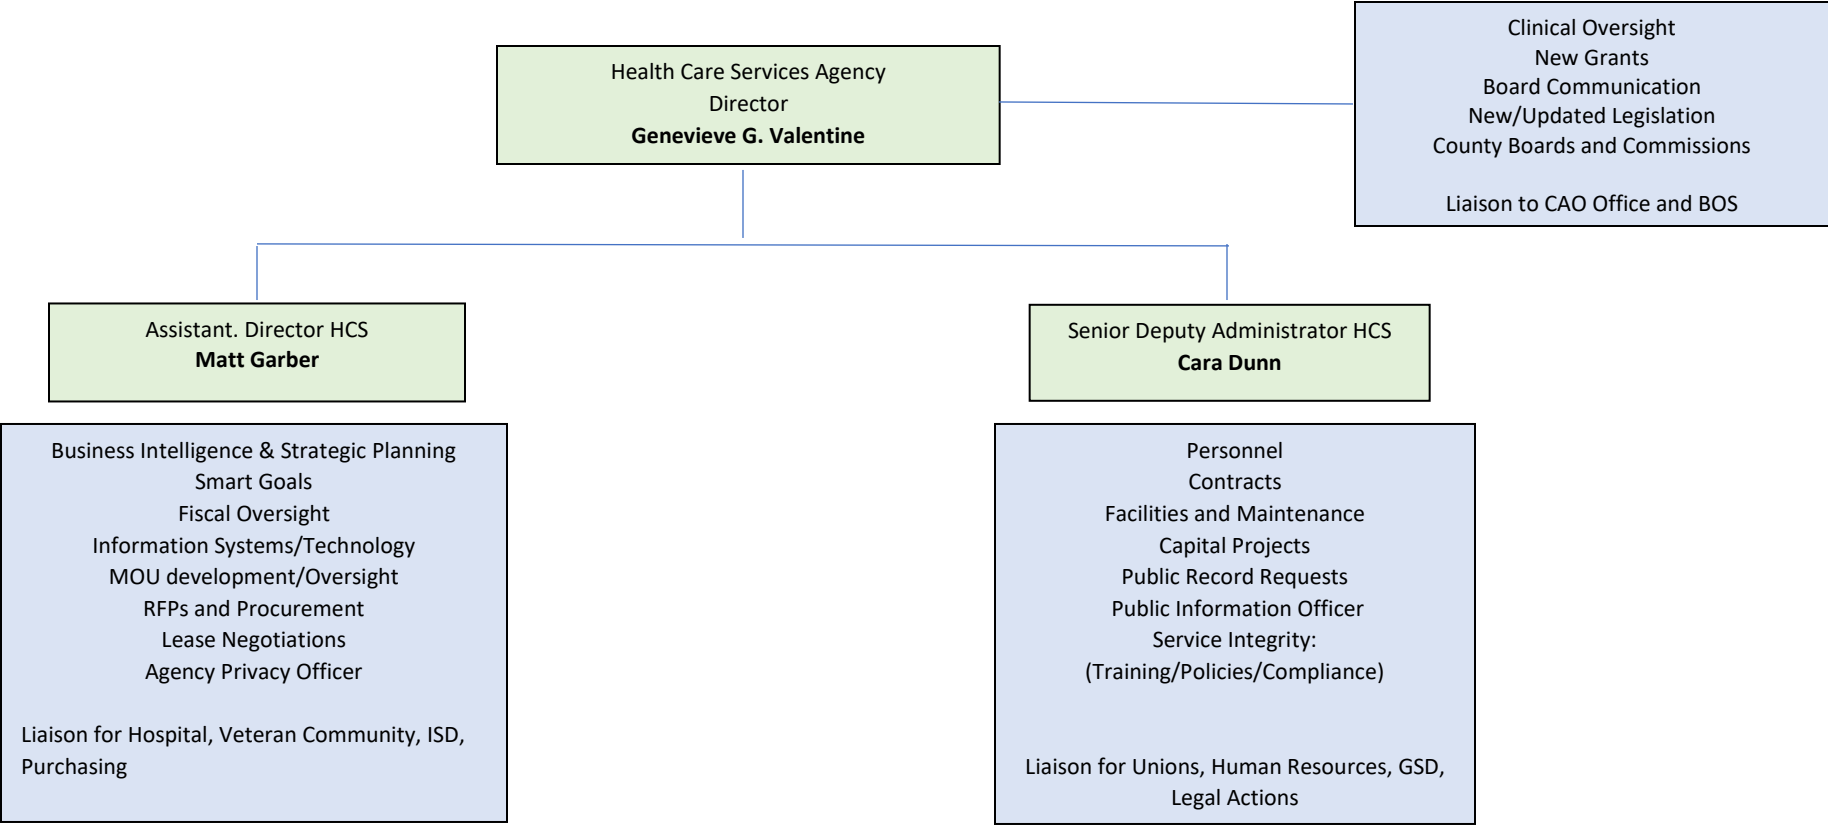 Health Care Services Agency
Director
Genevieve G. Valentine
Clinical Oversight
New Grants
Board Communication
New/Updated Legislation
County Boards and Commissions
Liaison to CAO Office and BOS
Assistant. Director HCS
Matt Garber
Business Intelligence & Strategic Planning
Smart Goals
Fiscal Oversight
Information Systems/Technology
MOU development/Oversight
RFPs and Procurement
Lease Negotiations
Agency Privacy Officer
Liaison for Hospital, Veteran Community, ISD,
Purchasing
Senior Deputy Administrator HCS
Cara Dunn
Personnel
Contracts
Facilities and Maintenance
Capital Projects
Public Record Requests
Public Information Officer
Service Integrity:
(Training/Policies/Compliance)
Liaison for Unions, Human Resources, GSD,
Legal Actions